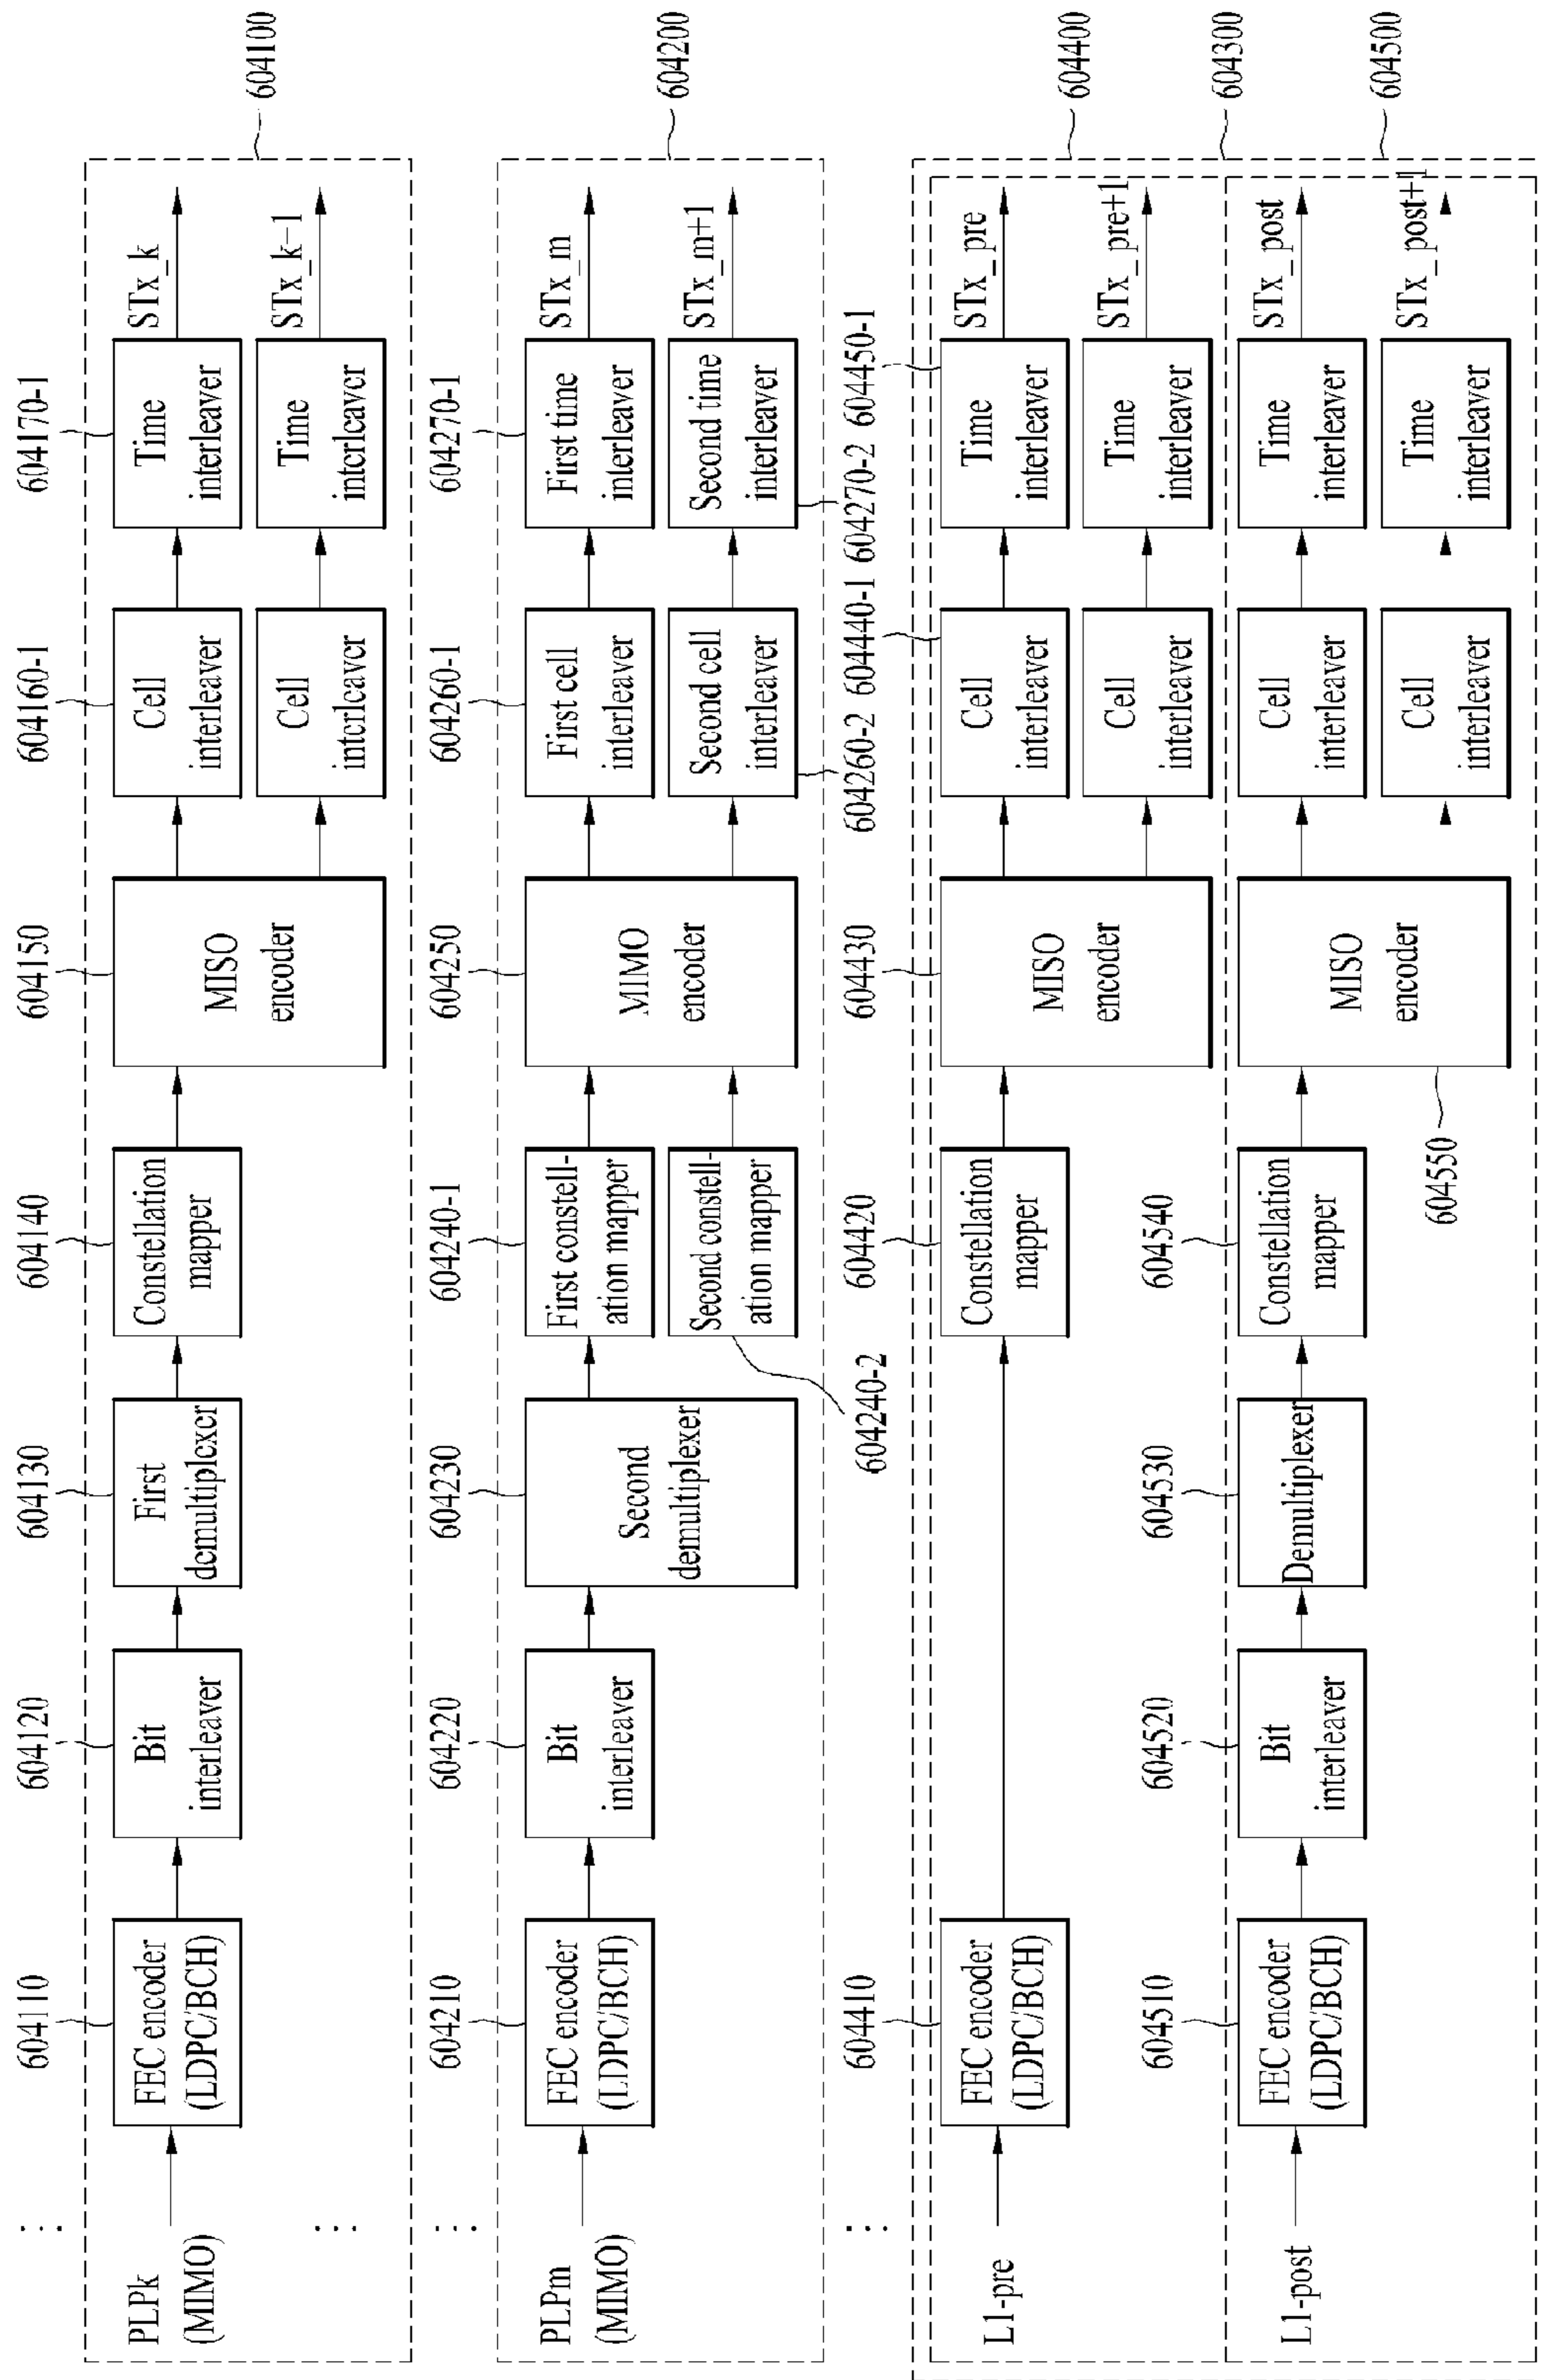 604110
604120
604130
604140
604150
604160-1
604170-1
...
PLPk
(MIMO)
FEC encoder
(LDPC/BCH)
Bit
interleaver
First
demultiplexer
Constellation
mapper
MISO
encoder
Cell
interleaver
Time
interleaver
STx_k
604100
Cell
interleaver
Time
interleaver
STx_k-1
...
604210
604220
604230
604240-1
604250
604260-1
604270-1
...
PLPm
(MIMO)
FEC encoder
(LDPC/BCH)
Bit
interleaver
Second
demultiplexer
First constell-
ation mapper
MIMO
encoder
First cell
interleaver
First time
interleaver
STx_m
604200
Second constell-
ation mapper
Second cell
interleaver
Second time
interleaver
STx_m+1
604240-2
604260-2
604270-2
...
604410
604420
604430
604440-1
604450-1
L1-pre
FEC encoder
(LDPC/BCH)
Constellation
mapper
MISO
encoder
Cell
interleaver
Time
interleaver
STx_pre
604400
Cell
interleaver
Time
interleaver
STx_pre+1
604300
604510
604520
604530
604540
L1-post
FEC encoder
(LDPC/BCH)
Bit
interleaver
Demultiplexer
Constellation
mapper
MISO
encoder
Cell
interleaver
Time
interleaver
STx_post
604500
Cell
interleaver
Time
interleaver
STx_post+1
604550